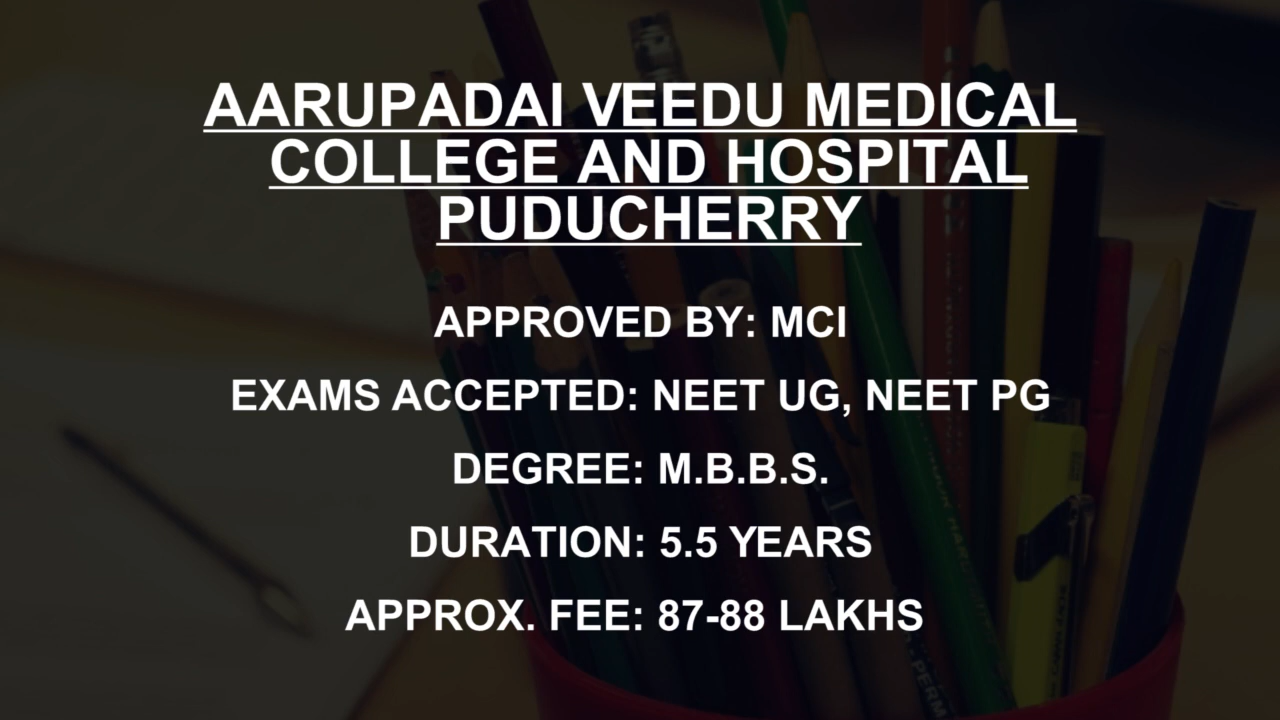 AARUPADAI VEEDU MEDICAL
COLLEGE AND HOSPITAL
PUDUCHERRY
APPROVED BY: MCI
EXAMS ACCEPTED: NEET UG, NEET PG
DEGREE: M.B.B.S.
DURATION: 5.5 YEARS
APPROX. FEE: 87-88 LAKHS
PERM